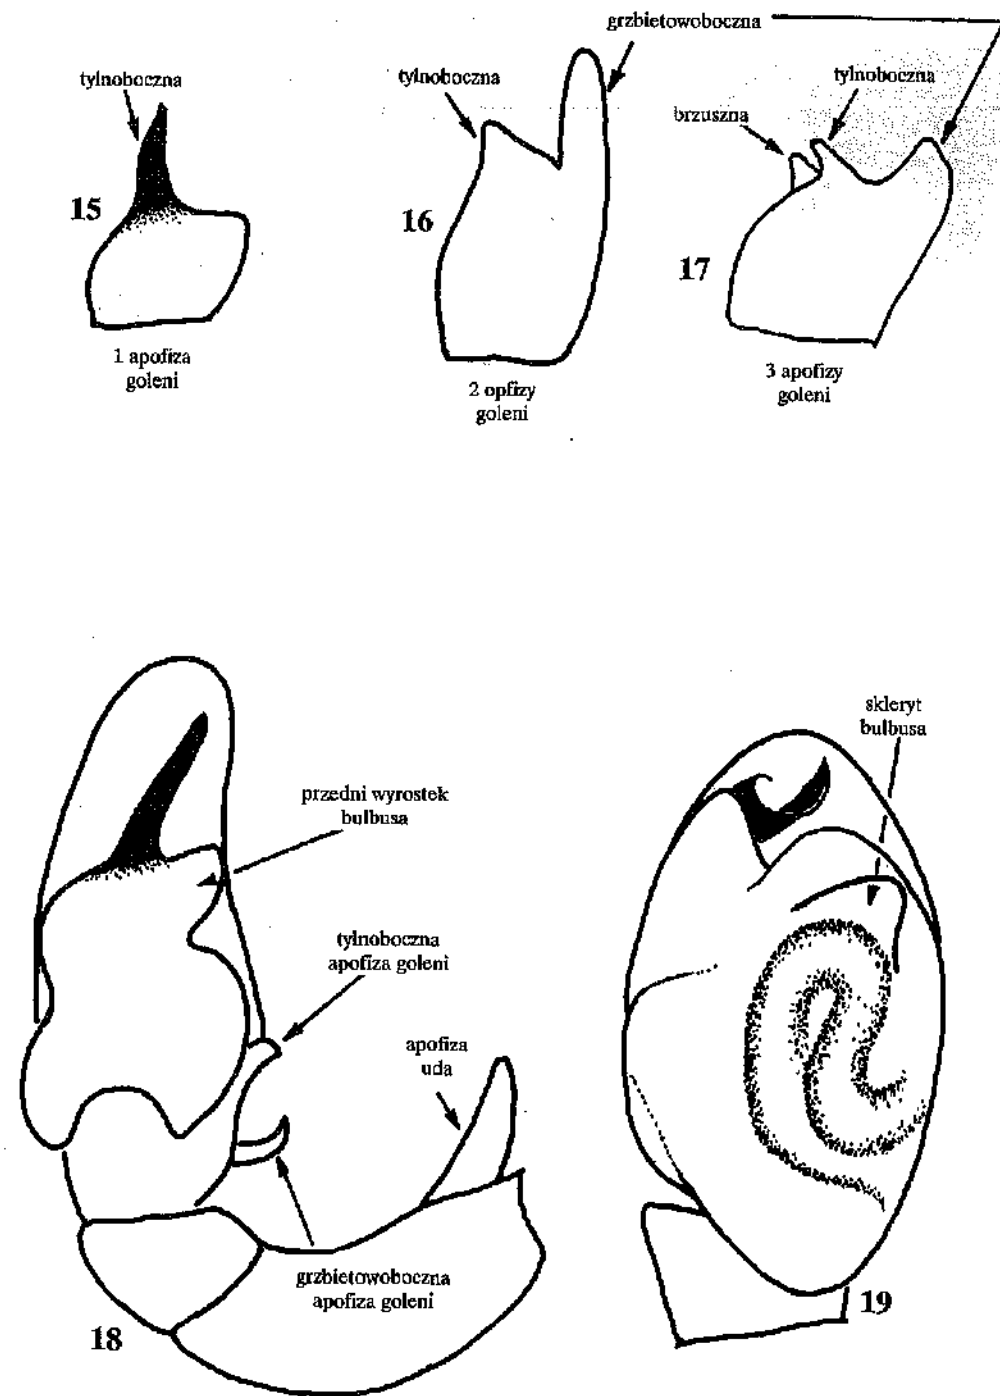 grzbietowoboczna
tylnoboczna
tylnoboczna
tylnoboczna
brzuszna
15
16
17
1 apofiza
goleni
2 opfizy
goleni
3 apofizy
goleni
skleryt
bulbusa
przedni wyrostek
bulbusa
tylnoboczna
apofiza goleni
apofiza
uda
grzbietowoboczna
apofiza goleni
18
19